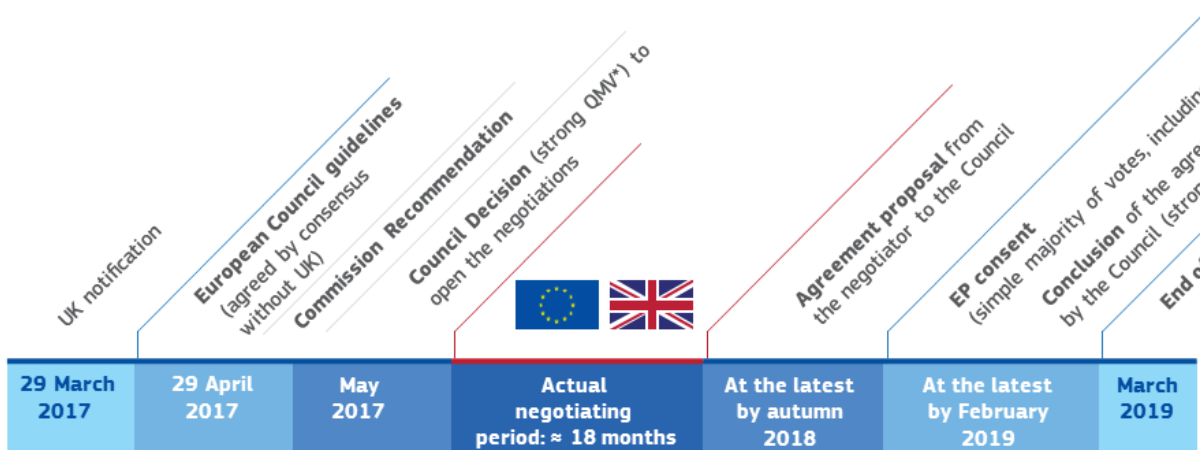 UK notification
European Council guidelines
(agreed by consensus
without UK)
Commission Recommendation
Council Decision (strong QMV*) to
open the negotiations
Agreement proposal from
the negotiator to the Council
EP consent
(simple majority of votes, including
Conclusion of the
by the Council
End
29 March
2017
29 April
2017
May
2017
Actual
negotiating
period: ≈ 18 months
At the latest
by autumn
2018
At the latest
by February
2019
March
2019